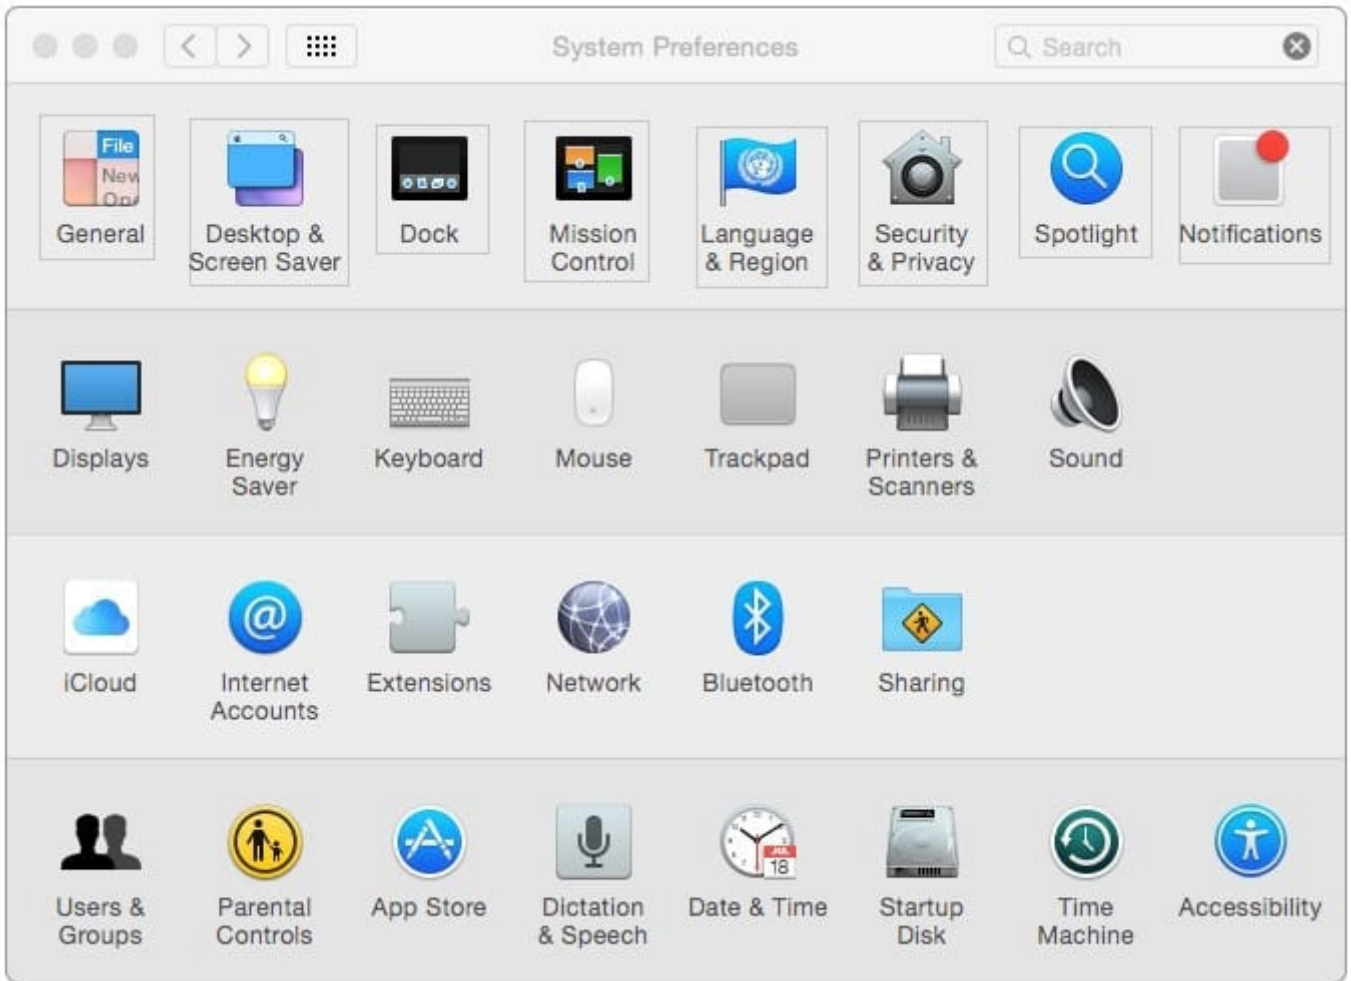 System Preferences
Search
File
New
General
Desktop &
Screen Saver
Dock
Mission
Control
Language
& Region
Security
& Privacy
Spotlight
Notifications
Displays
Energy
Saver
Keyboard
Mouse
Trackpad
Printers &
Scanners
Sound
iCloud
@
Internet
Accounts
Extensions
Network
Bluetooth
Sharing
Users &
Groups
Parental
Controls
App Store
Dictation
& Speech
JUL
18
Date & Time
Startup
Disk
Time
Machine
Accessibility